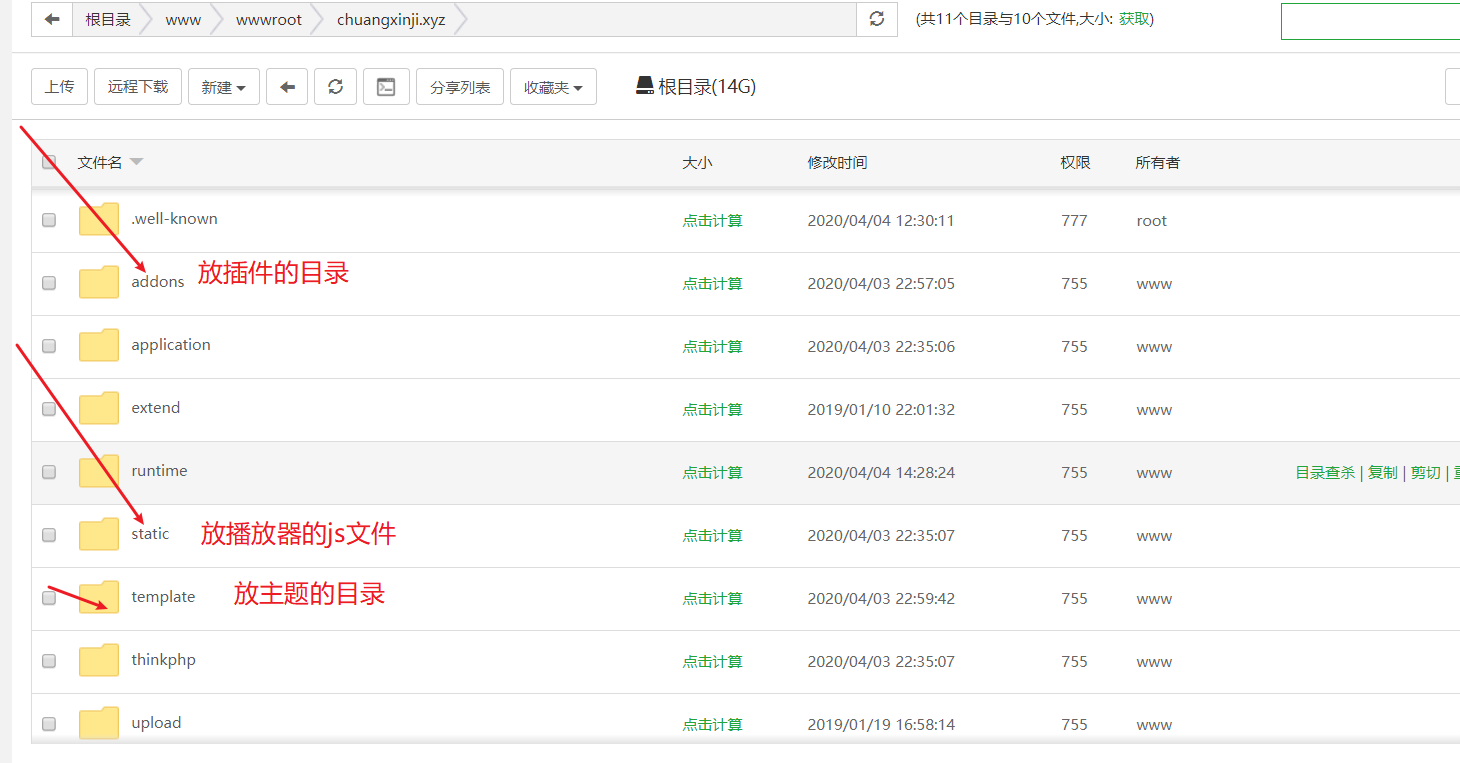 根目录 www wwwroot chuangxinji.xyz (共11个目录与10个文件,大小: 获取)
上传 远程下载 新建 分享列表 收藏夹 根目录(14G)
文件名 大小 修改时间 权限 所有者
.well-known 点击计算 2020/04/04 12:30:11 777 root
addons 放插件的目录 点击计算 2020/04/03 22:57:05 755 www
application 点击计算 2020/04/03 22:35:06 755 www
extend 点击计算 2019/01/10 22:01:32 755 www
runtime 点击计算 2020/04/04 14:28:24 755 www 目录查杀 | 复制 | 剪切 |
static 放播放器的js文件 点击计算 2020/04/03 22:35:07 755 www
template 放主题的目录 点击计算 2020/04/03 22:59:42 755 www
thinkphp 点击计算 2020/04/03 22:35:07 755 www
upload 点击计算 2019/01/19 16:58:14 755 www